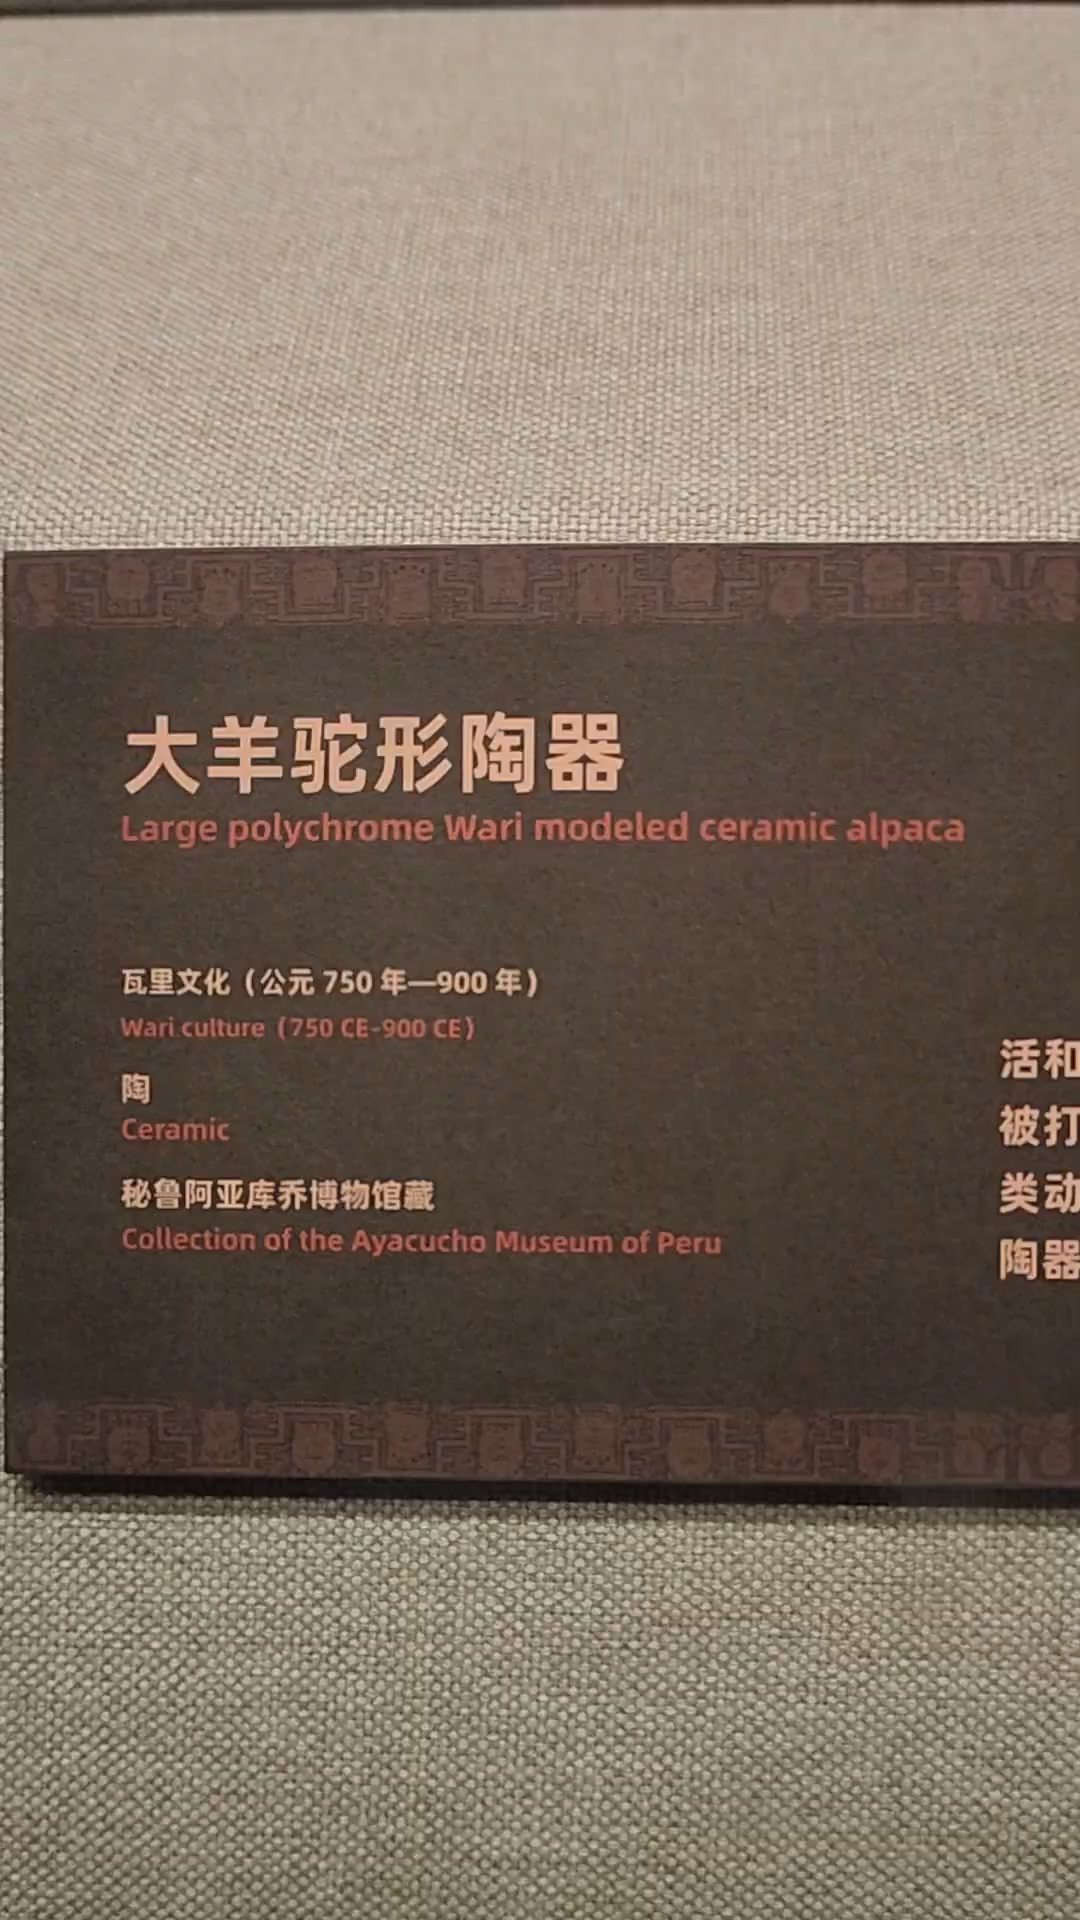 大羊驼形陶器
Large polychrome Wari modeled ceramic alpaca
瓦里文化（公元 750 年—900 年）
Wari culture（750 CE-900 CE）
陶
Ceramic
秘鲁阿亚库乔博物馆藏
Collection of the Ayacucho Museum of Peru
活和
被打
类动
陶器